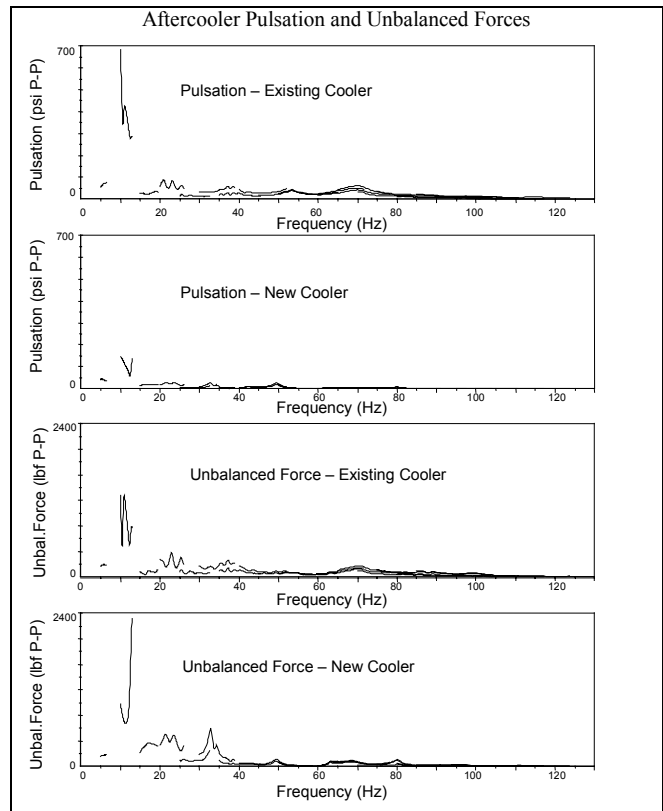 Aftercooler Pulsation and Unbalanced Forces
700
Pulsation – Existing Cooler
Pulsation (psi P-P)
0
0 20 40 60 80 100 120
Frequency (Hz)
700
Pulsation – New Cooler
Pulsation (psi P-P)
0
0 20 40 60 80 100 120
Frequency (Hz)
2400
Unbalanced Force – Existing Cooler
Unbal.Force (lbf P-P)
0
0 20 40 60 80 100 120
Frequency (Hz)
2400
Unbalanced Force – New Cooler
Unbal.Force (lbf P-P)
0
0 20 40 60 80 100 120
Frequency (Hz)